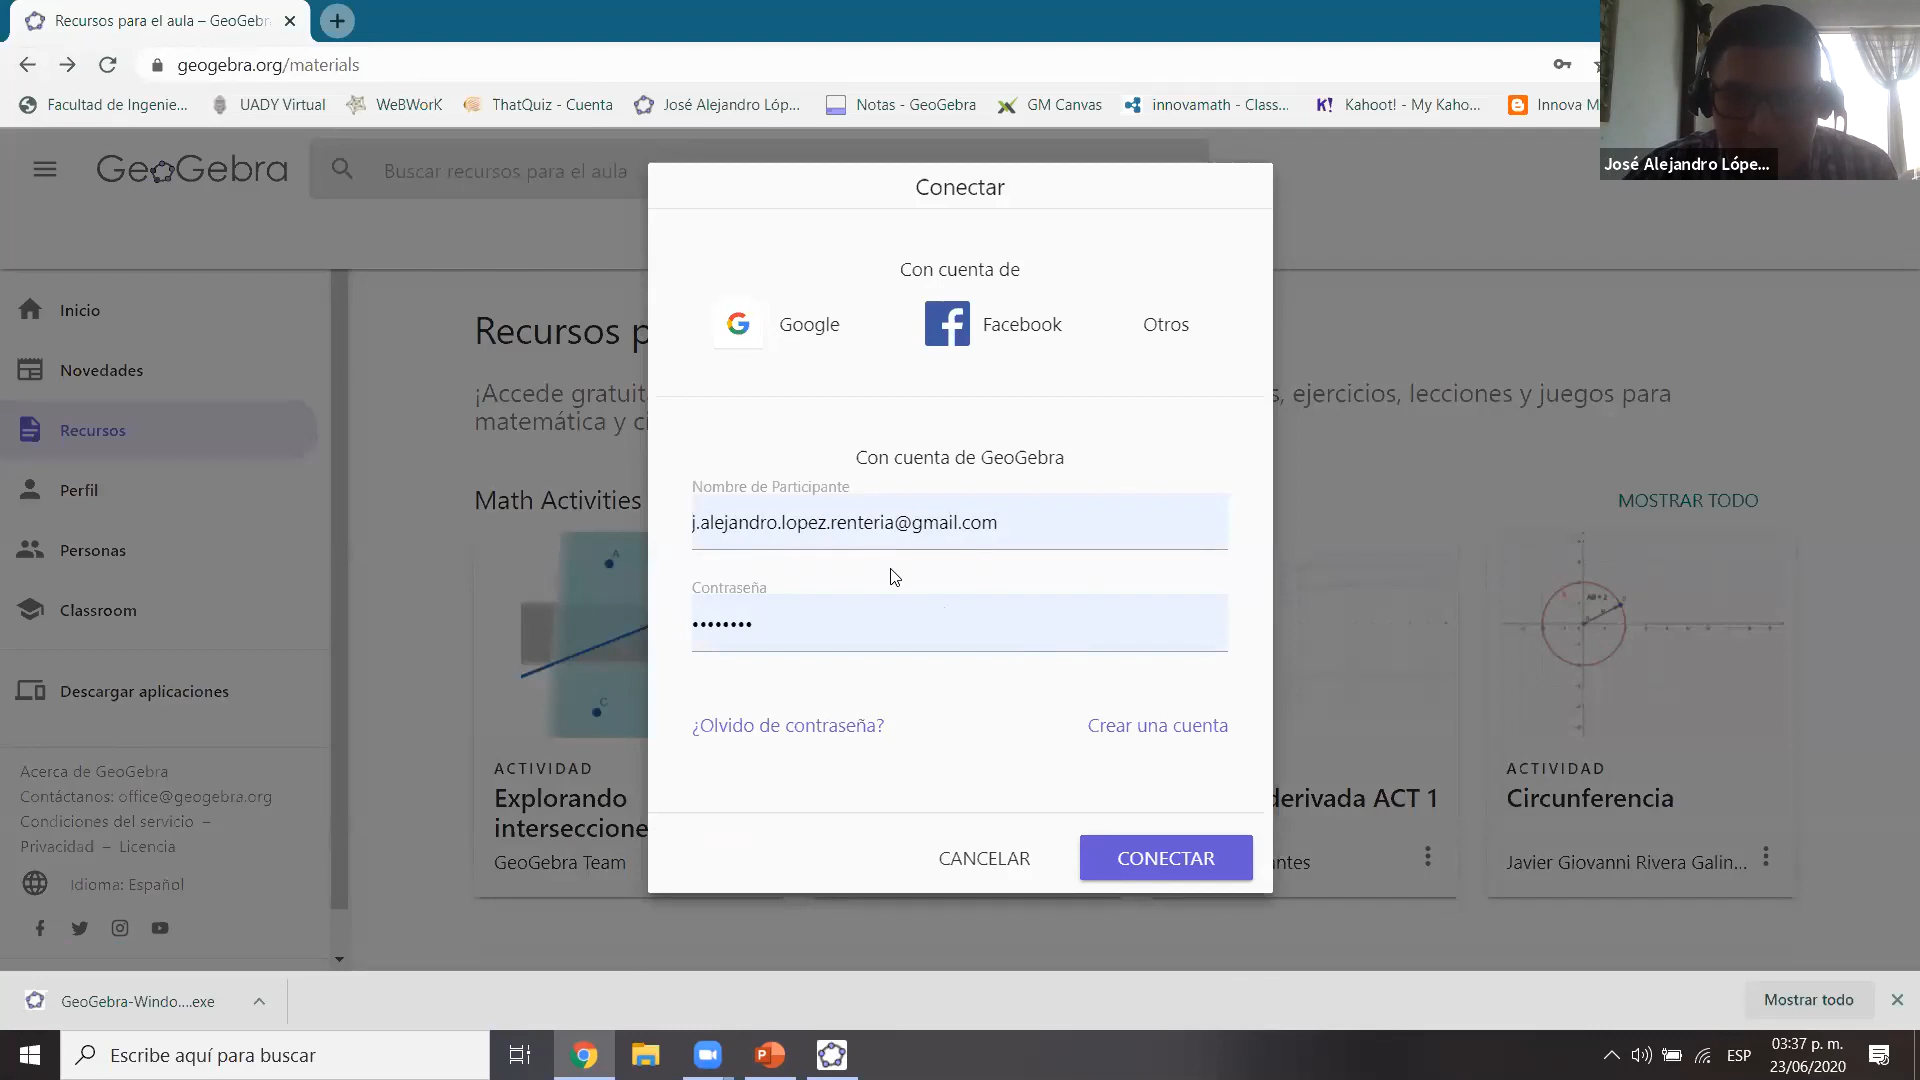 Recursos para el aula – GeoGebr
geogebra.org/materials
Facultad de Ingenie...
UADY Virtual
WeBWorK
ThatQuiz - Cuenta
José Alejandro Lóp...
Notas - GeoGebra
GM Canvas
innovamath - Class...
Kahoot! - My Kaho...
Innova M
José Alejandro Lópe...
GeoGebra
Buscar recursos para el aula
Conectar
Con cuenta de
Google
Facebook
Otros
Inicio
Novedades
Recursos
Perfil
Personas
Classroom
Descargar aplicaciones
Acerca de GeoGebra
Contáctanos: office@geogebra.org
Condiciones del servicio –
Privacidad – Licencia
Idioma: Español
Recursos p
¡Accede gratuit
s, ejercicios, lecciones y juegos para
matemática y ci
Math Activities
MOSTRAR TODO
Con cuenta de GeoGebra
Nombre de Participante
j.alejandro.lopez.renteria@gmail.com
Contraseña
••••••••
¿Olvido de contraseña?
Crear una cuenta
CANCELAR
CONECTAR
A
C
ACTIVIDAD
Explorando
interseccione
GeoGebra Team
derivada ACT 1
antes
ACTIVIDAD
Circunferencia
Javier Giovanni Rivera Galin...
GeoGebra-Windo....exe
Mostrar todo
Escribe aquí para buscar
ESP
03:37 p. m.
23/06/2020